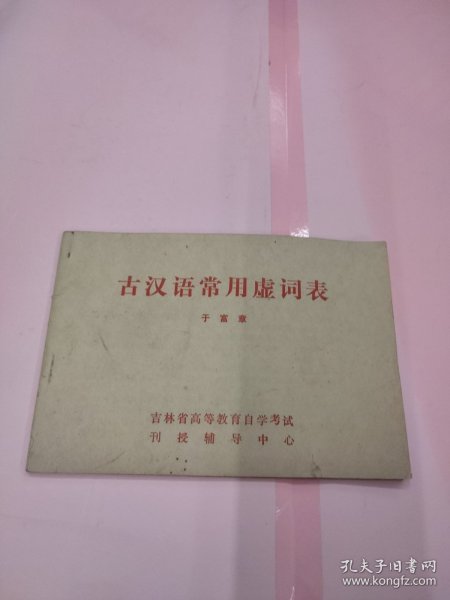 古汉语常用虚词表
于富章
吉林省高等教育自学考试
刊授辅导中心
孔夫子旧书网
www.kongfz.com